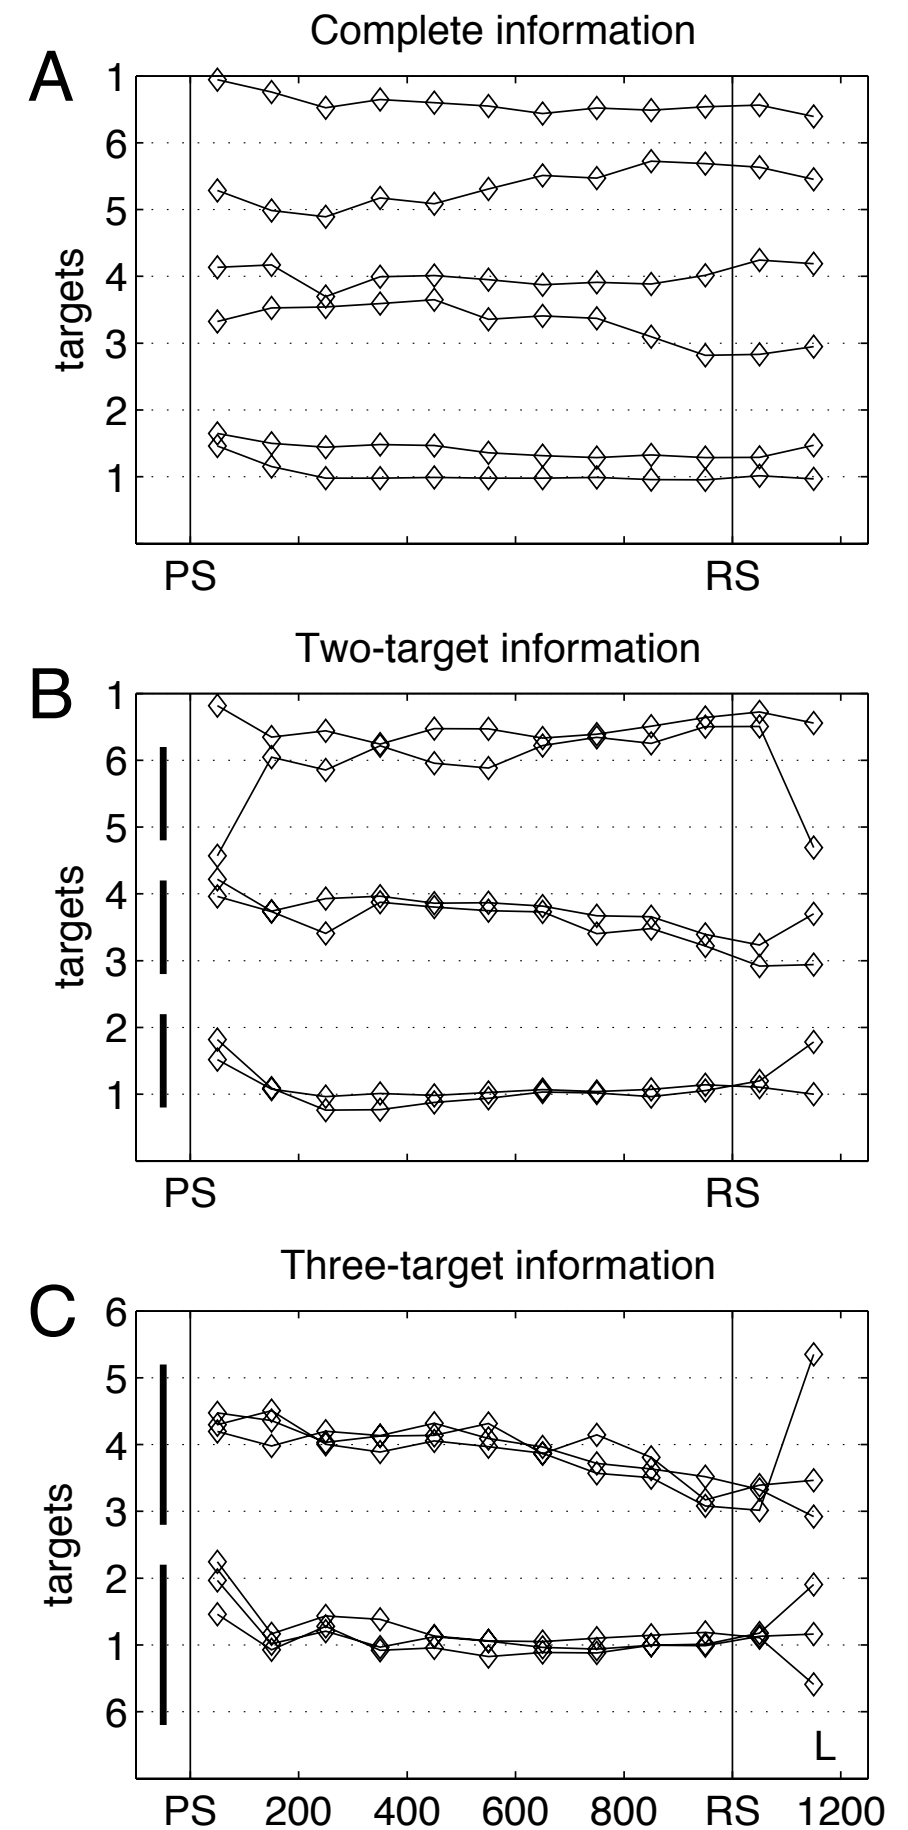 Complete information
A
1
6
5
4
3
2
1
targets
PS RS
Two-target information
B
1
6
5
4
3
2
1
targets
PS RS
Three-target information
C
6
5
4
3
2
1
6
targets
L
PS 200 400 600 800 RS 1200